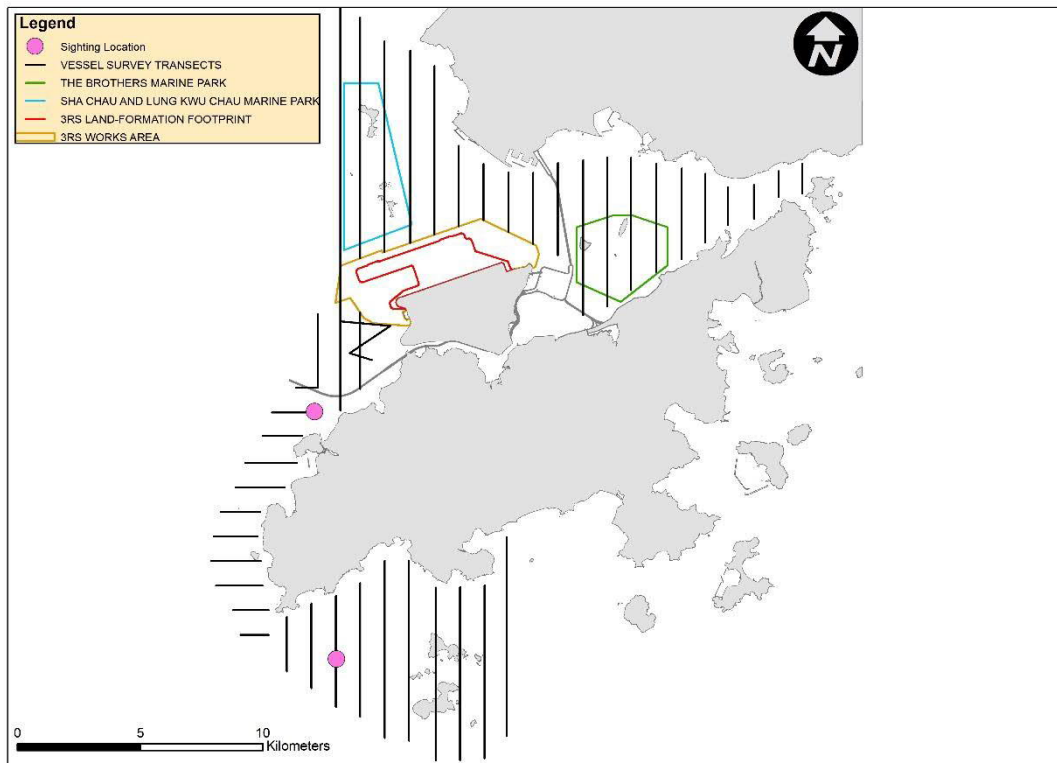 Legend
Sighting Location
VESSEL SURVEY TRANSECTS
THE BROTHERS MARINE PARK
SHA CHAU AND LUNG KWU CHAU MARINE PARK
3RS LAND-FORMATION FOOTPRINT
3RS WORKS AREA
N
0 5 10
Kilometers